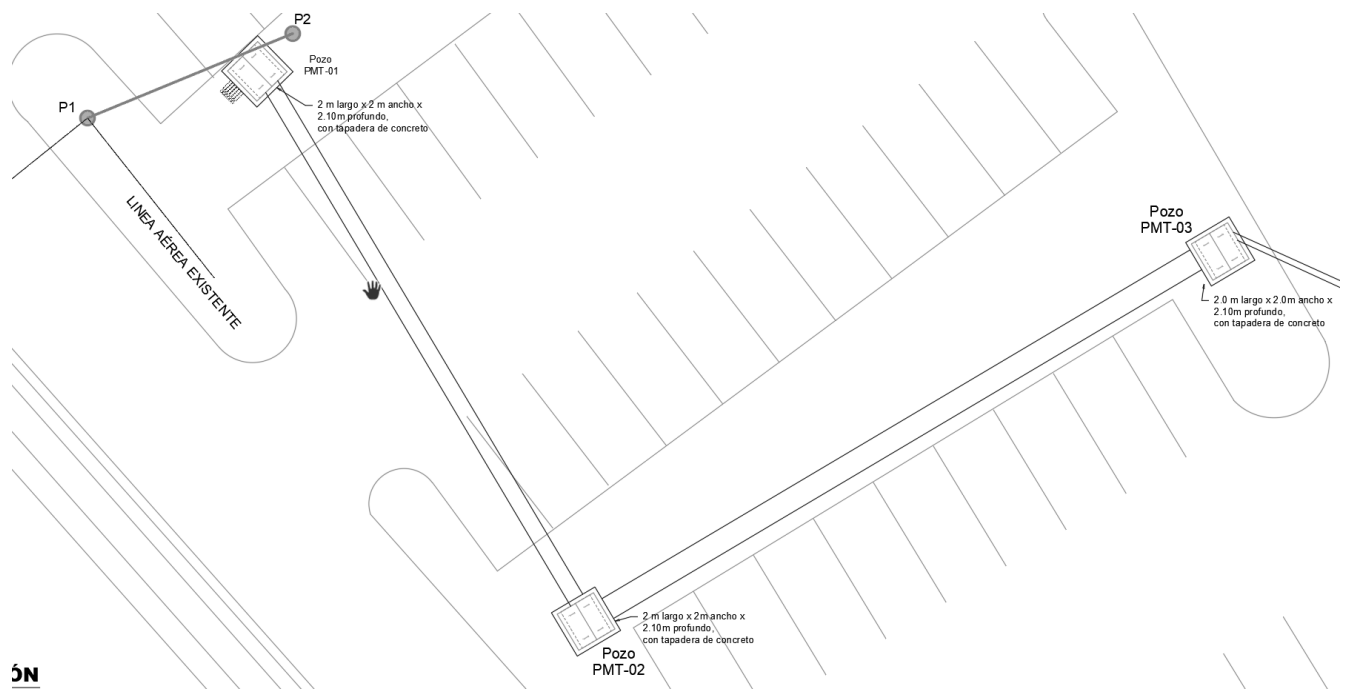 P2
Pozo
PMT-01
P1
2 m largo x 2 m ancho x
2.10m profundo,
con tapadera de concreto
LINEA AÉREA EXISTENTE
Pozo
PMT-03
2.0 m largo x 2.0m ancho x
2.10m profundo,
con tapadera de concreto
2 m largo x 2m ancho x
2.10m profundo,
con tapadera de concreto
Pozo
PMT-02
ÓN